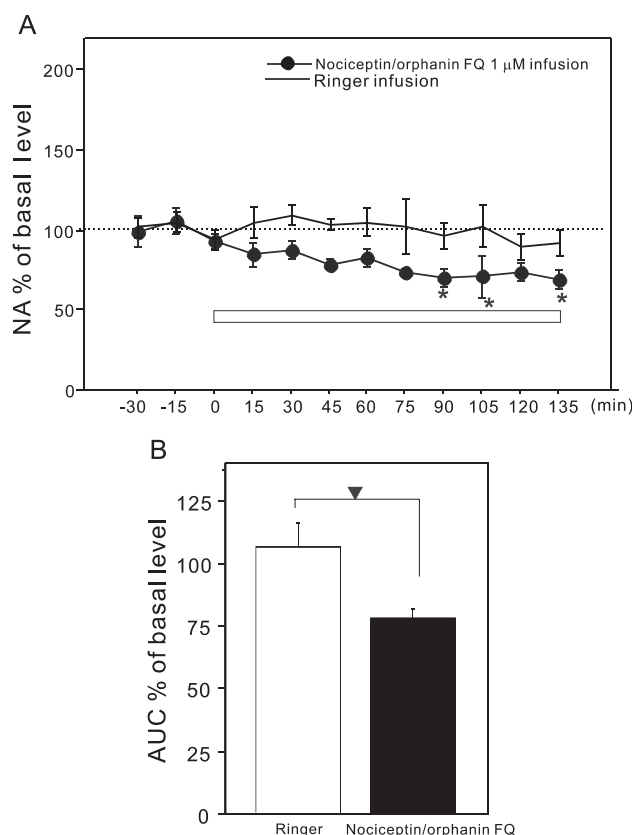 A
Nociceptin/orphanin FQ 1 μM infusion
Ringer infusion
NA % of basal level
200
150
100
50
0
* * *
-30 -15 0 15 30 45 60 75 90 105 120 135 (min)
B
AUC % of basal level
125
100
75
50
25
0
Ringer Nociceptin/orphanin FQ